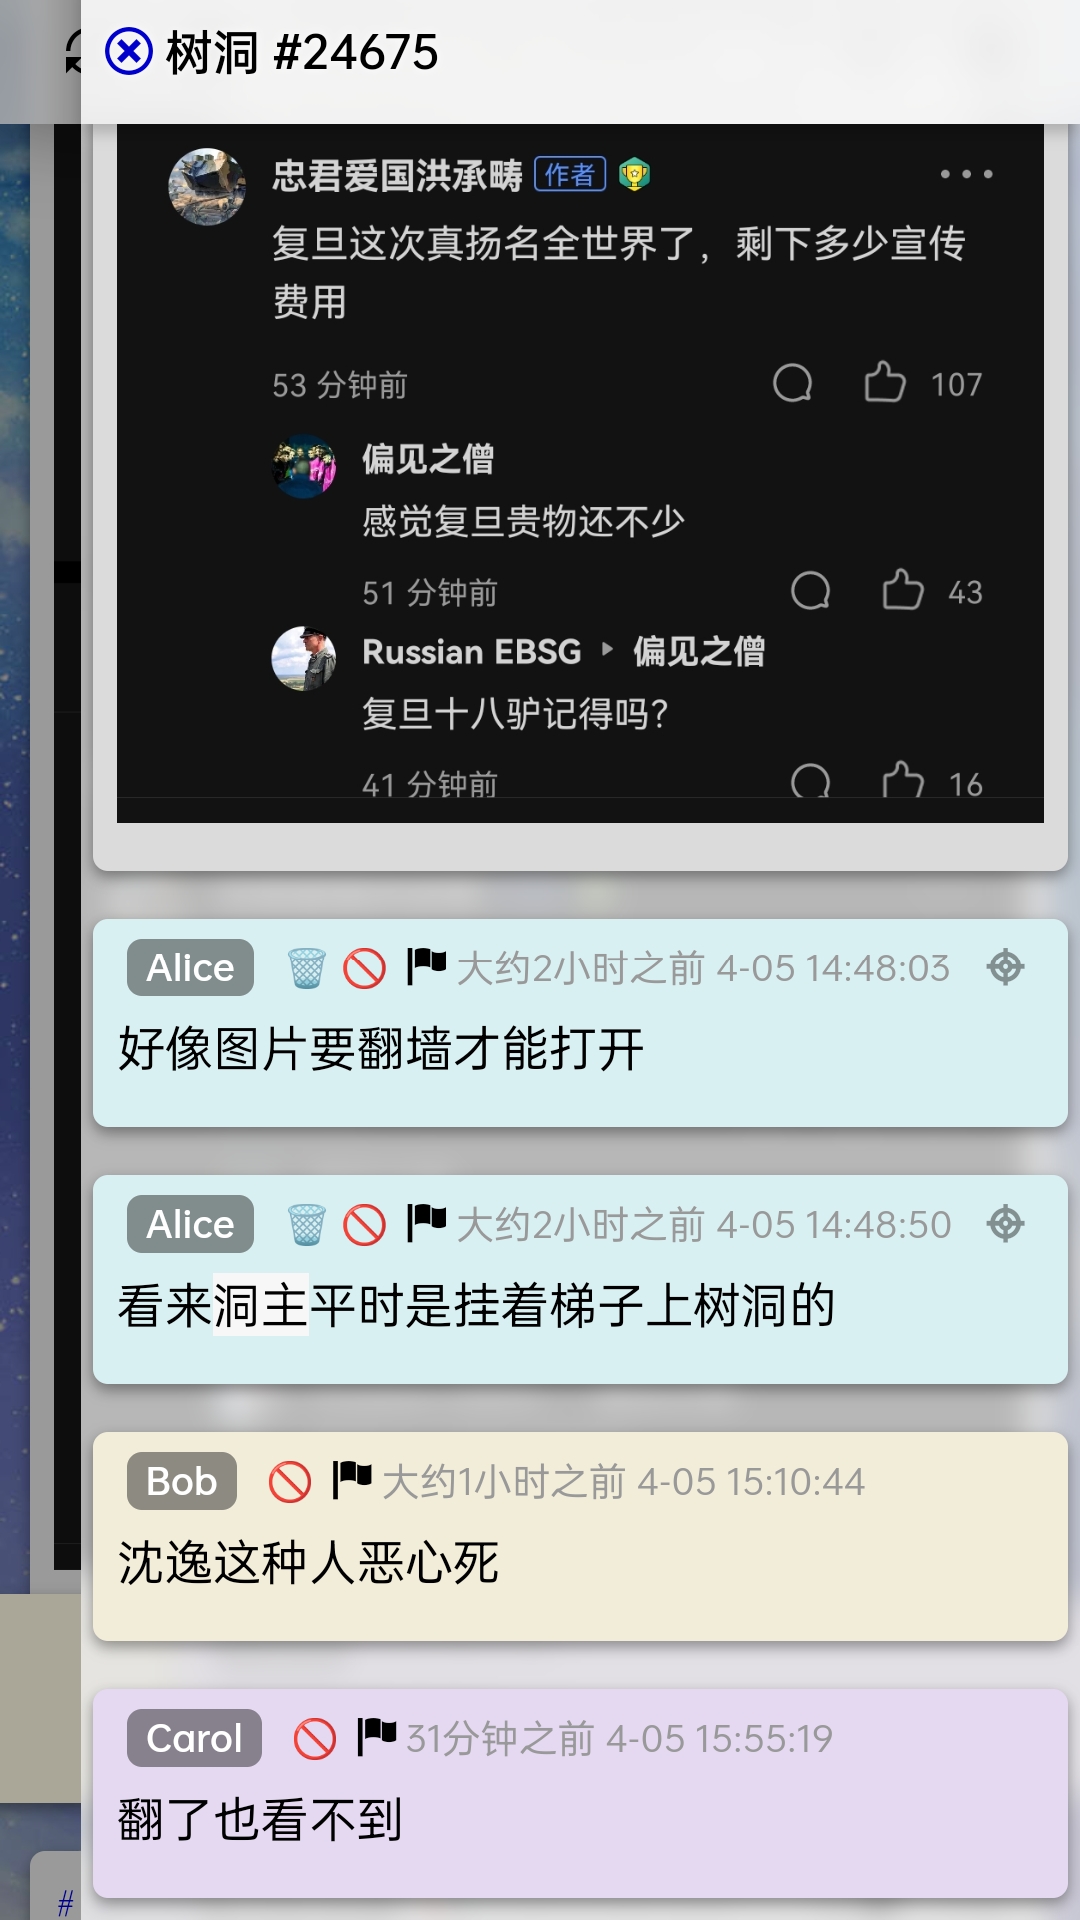 树洞 #24675
忠君爱国洪承畴 作者
复旦这次真扬名全世界了，剩下多少宣传
费用
53 分钟前 107
偏见之僧
感觉复旦贵物还不少
51 分钟前 43
Russian EBSG 偏见之僧
复旦十八驴记得吗？
41 分钟前 16
Alice 大约2小时之前 4-05 14:48:03
好像图片要翻墙才能打开
Alice 大约2小时之前 4-05 14:48:50
看来洞主平时是挂着梯子上树洞的
Bob 大约1小时之前 4-05 15:10:44
沈逸这种人恶心死
Carol 31分钟之前 4-05 15:55:19
翻了也看不到
#